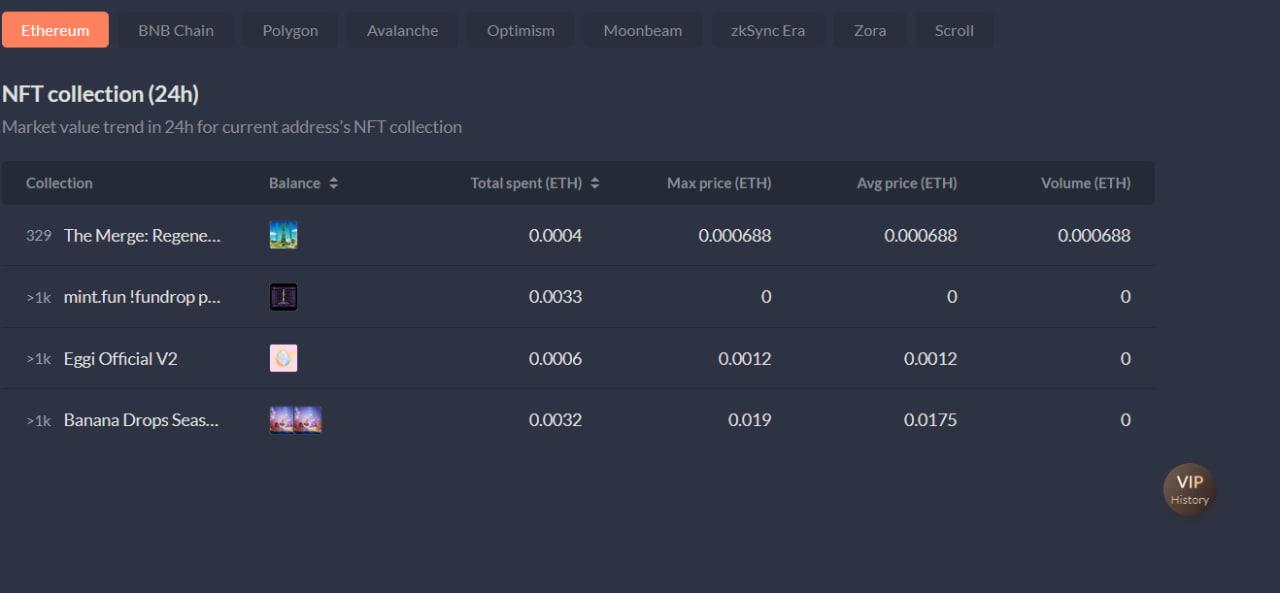 Ethereum BNB Chain Polygon Avalanche Optimism Moonbeam zkSync Era Zora Scroll
NFT collection (24h)
Market value trend in 24h for current address's NFT collection
Collection Balance Total spent (ETH) Max price (ETH) Avg price (ETH) Volume (ETH)
329 The Merge: Regene... 0.0004 0.000688 0.000688 0.000688
>1k mint.fun !fundrop p... 0.0033 0 0 0
>1k Eggi Official V2 0.0006 0.0012 0.0012 0
>1k Banana Drops Seas... 0.0032 0.019 0.0175 0
VIP
History